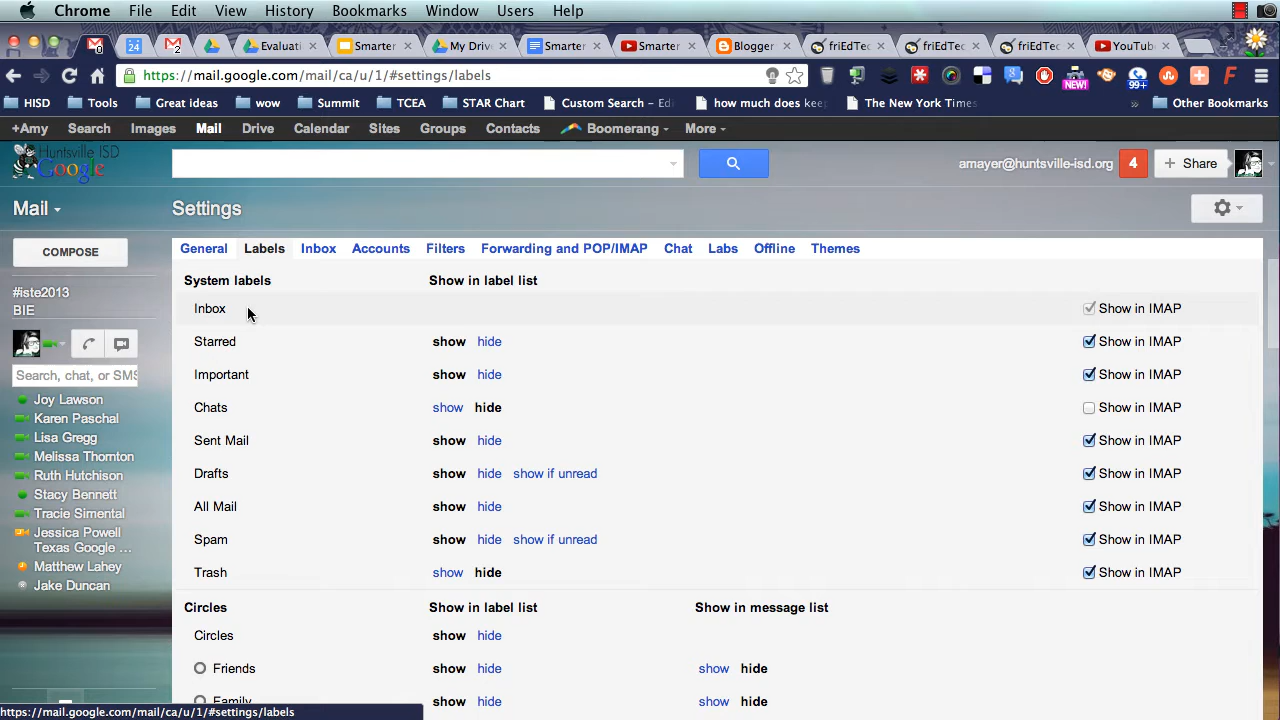 Chrome File Edit View History Bookmarks Window Users Help
24 2 Evaluati Smarter My Drive Smarter Smarter Blogger friEdTec friEdTec friEdTec YouTube
https://mail.google.com/mail/ca/u/1/#settings/labels
NEW! 99+
HISD Tools Great ideas wow Summit TCEA STAR Chart Custom Search – Ed how much does kee The New York Times » Other Bookmarks
+Amy Search Images Mail Drive Calendar Sites Groups Contacts Boomerang More
Huntsville ISD
Google
amayer@huntsville-isd.org 4 + Share
Mail Settings
COMPOSE General Labels Inbox Accounts Filters Forwarding and POP/IMAP Chat Labs Offline Themes
#iste2013
BIE
Search, chat, or SMS
Joy Lawson
Karen Paschal
Lisa Gregg
Melissa Thornton
Ruth Hutchison
Stacy Bennett
Tracie Simental
Jessica Powell
Texas Google ...
Matthew Lahey
Jake Duncan
System labels Show in label list
Inbox Show in IMAP
Starred show hide Show in IMAP
Important show hide Show in IMAP
Chats show hide Show in IMAP
Sent Mail show hide Show in IMAP
Drafts show hide show if unread Show in IMAP
All Mail show hide Show in IMAP
Spam show hide show if unread Show in IMAP
Trash show hide Show in IMAP
Circles Show in label list Show in message list
Circles show hide
Friends show hide show hide
Family show hide show hide
https://mail.google.com/mail/ca/u/1/#settings/labels